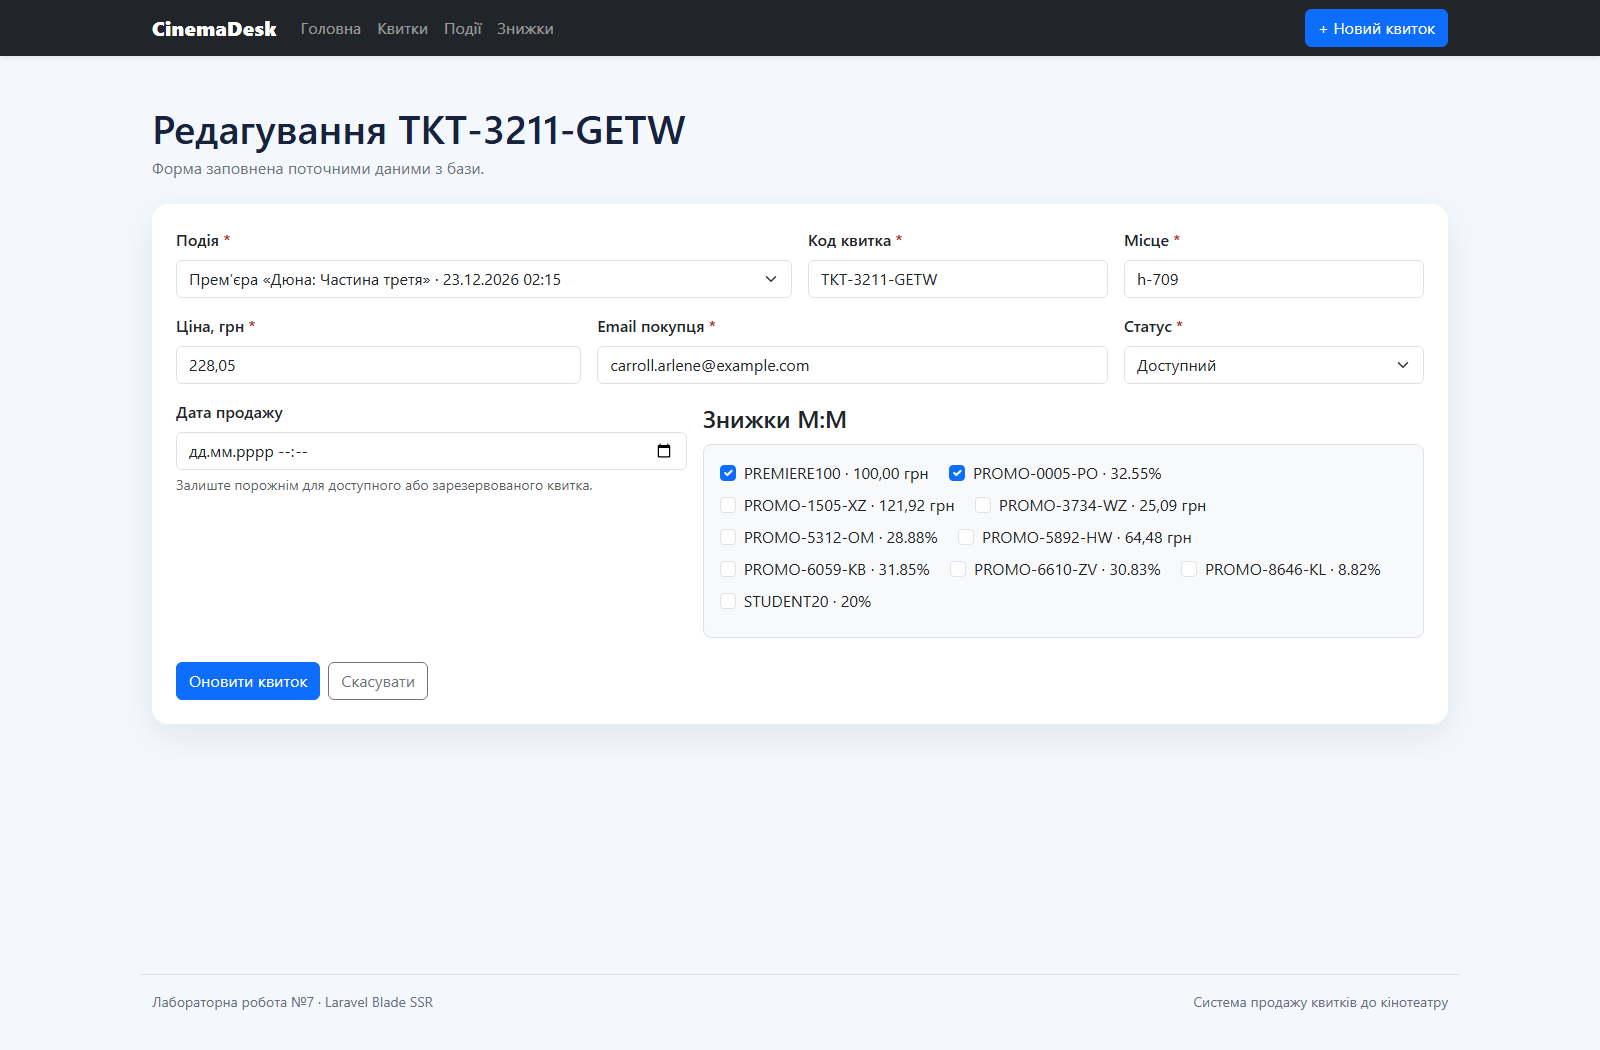 CinemaDesk Головна Квитки Події Знижки + Новий квиток
Редагування TKT-3211-GETW
Форма заповнена поточними даними з бази.
Подія * Код квитка * Місце *
Прем’єра «Дюна: Частина третя» · 23.12.2026 02:15 TKT-3211-GETW h-709
Ціна, грн * Email покупця * Статус *
228,05 carroll.arlene@example.com Доступний
Дата продажу Знижки M:M
дд.мм.рррр --:--
Залиште порожнім для доступного або зарезервованого квитка.
PREMIERE100 · 100,00 грн PROMO-0005-PO · 32.55%
PROMO-1505-XZ · 121,92 грн PROMO-3734-WZ · 25,09 грн
PROMO-5312-OM · 28.88% PROMO-5892-HW · 64,48 грн
PROMO-6059-KB · 31.85% PROMO-6610-ZV · 30.83% PROMO-8646-KL · 8.82%
STUDENT20 · 20%
Оновити квиток Скасувати
Лабораторна робота №7 · Laravel Blade SSR Система продажу квитків до кінотеатру